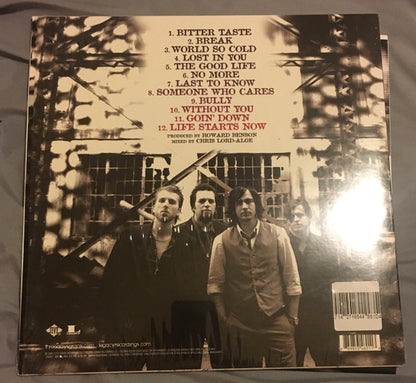 1. BITTER TASTE
2. BREAK
3. WORLD SO COLD
4. LOST IN YOU
5. THE GOOD LIFE
6. NO MORE
7. LAST TO KNOW
8. SOMEONE WHO CARES
9. BULLY
10. WITHOUT YOU
11. GOIN' DOWN
12. LIFE STARTS NOW
PRODUCED BY HOWARD BENSON
MIXED BY CHRIS LORD-ALGE
legacyrecordings.com